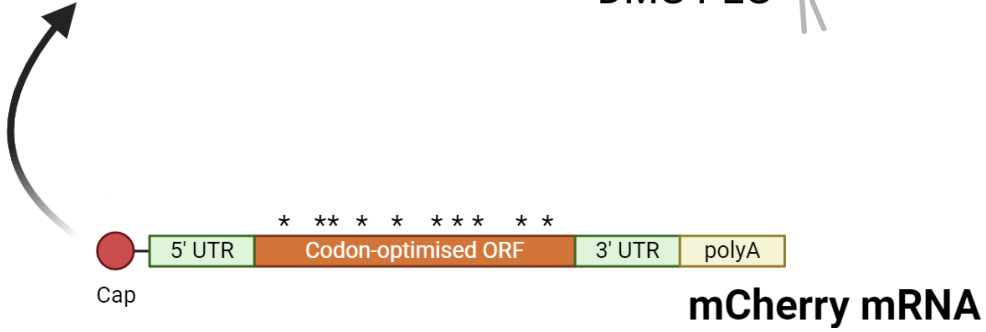 * ** * * * * * * *
5' UTR Codon-optimised ORF 3' UTR polyA
Cap
mCherry mRNA